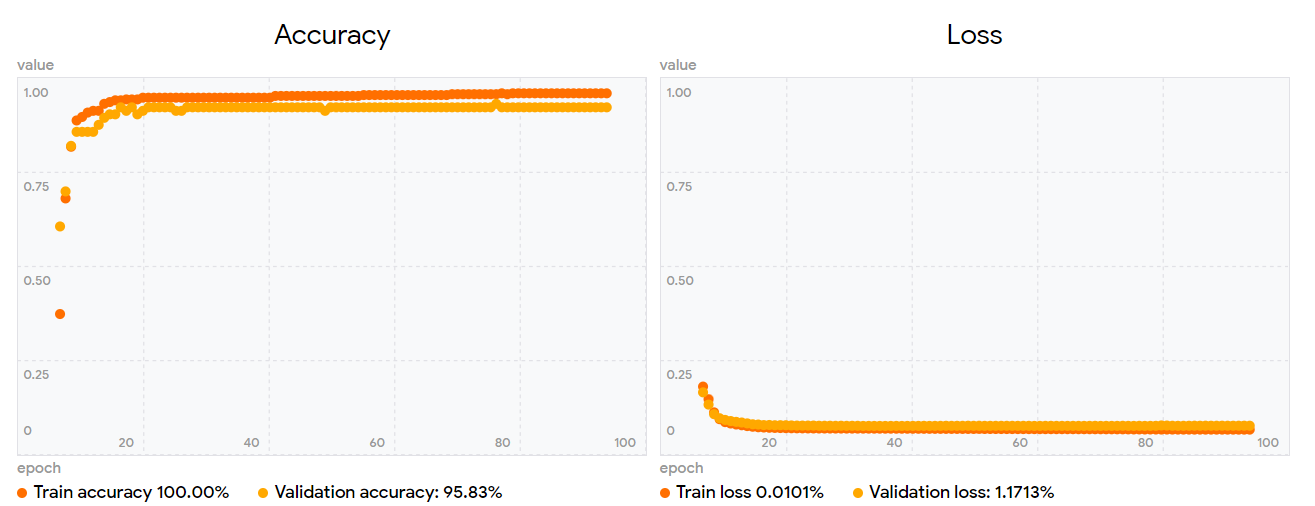 Accuracy
value
1.00
0.75
0.50
0.25
0
20 40 60 80 100
epoch
Train accuracy 100.00% Validation accuracy: 95.83%
Loss
value
1.00
0.75
0.50
0.25
0
20 40 60 80 100
epoch
Train loss 0.0101% Validation loss: 1.1713%